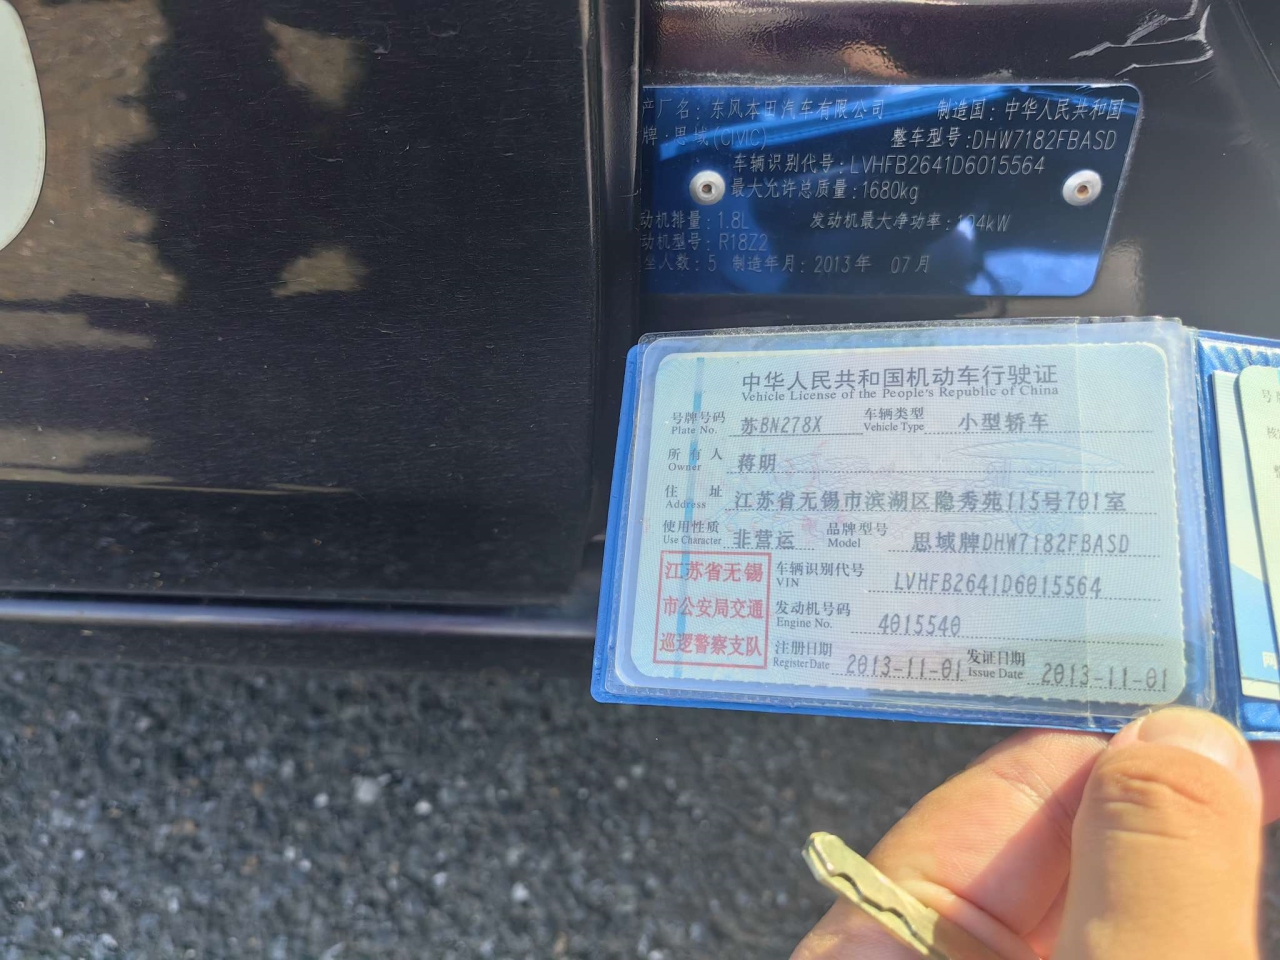 产厂名：东风本田汽车有限公司 制造国：中华人民共和国
牌：思域(CIVIC) 整车型号：DHW7182FBASD
车辆识别代号：LVHFB2641D6015564
最大允许总质量：1680kg
动机排量：1.8L 发动机最大净功率：104kW
动机型号：R18Z2
坐人数：5 制造年月：2013年 07月
中华人民共和国机动车行驶证
Vehicle License of the People's Republic of China
号牌号码 苏BN278X 车辆类型 小型轿车
Plate No. Vehicle Type
所有人 蒋明
Owner
住址 江苏省无锡市滨湖区隐秀苑115号701室
Address
使用性质 非营运 品牌型号 思域牌DHW7182FBASD
Use Character Model
江苏省无锡
市公安局交通
巡逻警察支队
车辆识别代号 LVHFB2641D6015564
VIN
发动机号码 4015540
Engine No.
注册日期 2013-11-01 发证日期 2013-11-01
Register Date Issue Date
号牌